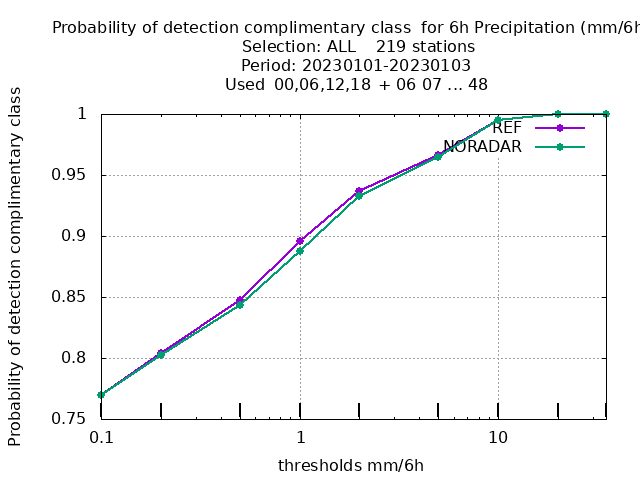 Probability of detection complimentary class for 6h Precipitation (mm/6h
Selection: ALL 219 stations
Period: 20230101-20230103
Used 00,06,12,18 + 06 07 ... 48
Probability of detection complimentary class
1
0.95
0.9
0.85
0.8
0.75
REF
NORADAR
0.1
1
10
thresholds mm/6h